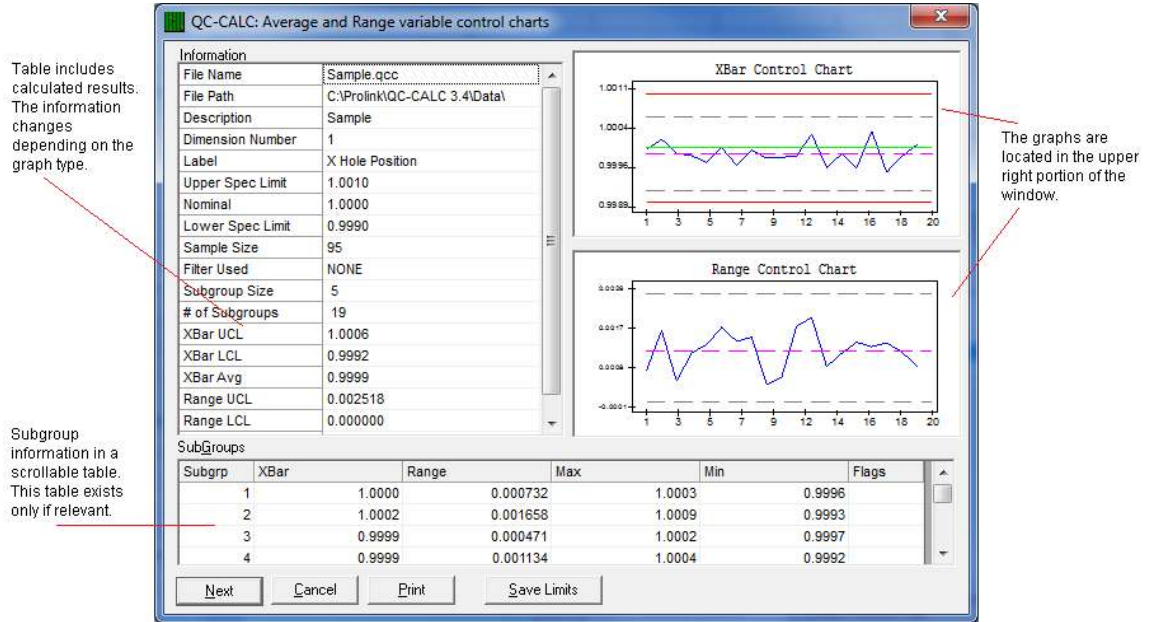 QC-CALC: Average and Range variable control charts
Table includes
calculated results.
The information
changes
depending on the
graph type.
Subgroup
information in a
scrollable table.
This table exists
only if relevant.
Information
File Name Sample.qcc
File Path C:\Prolink\QC-CALC 3.4\Data\
Description Sample
Dimension Number 1
Label X Hole Position
Upper Spec Limit 1.0010
Nominal 1.0000
Lower Spec Limit 0.9990
Sample Size 95
Filter Used NONE
Subgroup Size 5
# of Subgroups 19
XBar UCL 1.0006
XBar LCL 0.9992
XBar Avg 0.9999
Range UCL 0.002518
Range LCL 0.000000
XBar Control Chart
1.0011
1.0004
0.9996
0.9989
1 3 5 7 9 12 14 16 18 20
Range Control Chart
0.0017
0.0008
-0.0001
1 3 5 7 9 12 14 16 18 20
The graphs are
located in the upper
right portion of the
window.
SubGroups
Subgrp XBar Range Max Min Flags
1 1.0000 0.000732 1.0003 0.9996
2 1.0002 0.001658 1.0009 0.9993
3 0.9999 0.000471 1.0002 0.9997
4 0.9999 0.001134 1.0004 0.9992
Next Cancel Print Save Limits